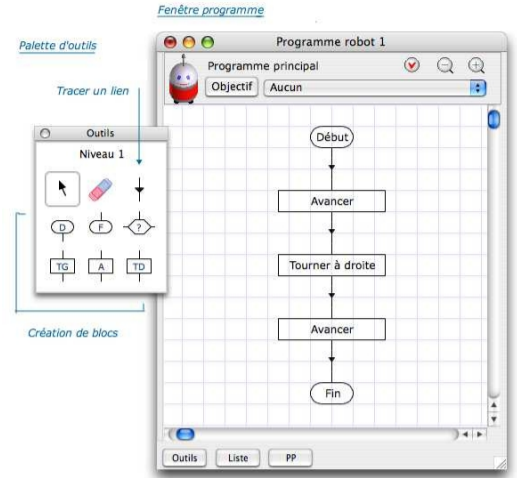 Fenêtre programme
Palette d'outils
Tracer un lien
Programme robot 1
Programme principal
Objectif
Aucun
Outils
Niveau 1
D
F
?
TG
A
TD
Création de blocs
Début
Avancer
Tourner à droite
Avancer
Fin
Outils
Liste
PP